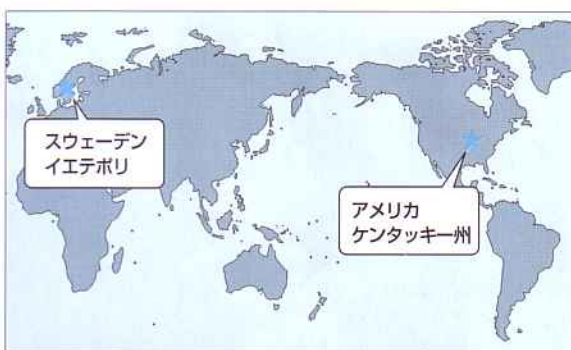 スウェーデン
イエテポリ
アメリカ
ケンタッキー州